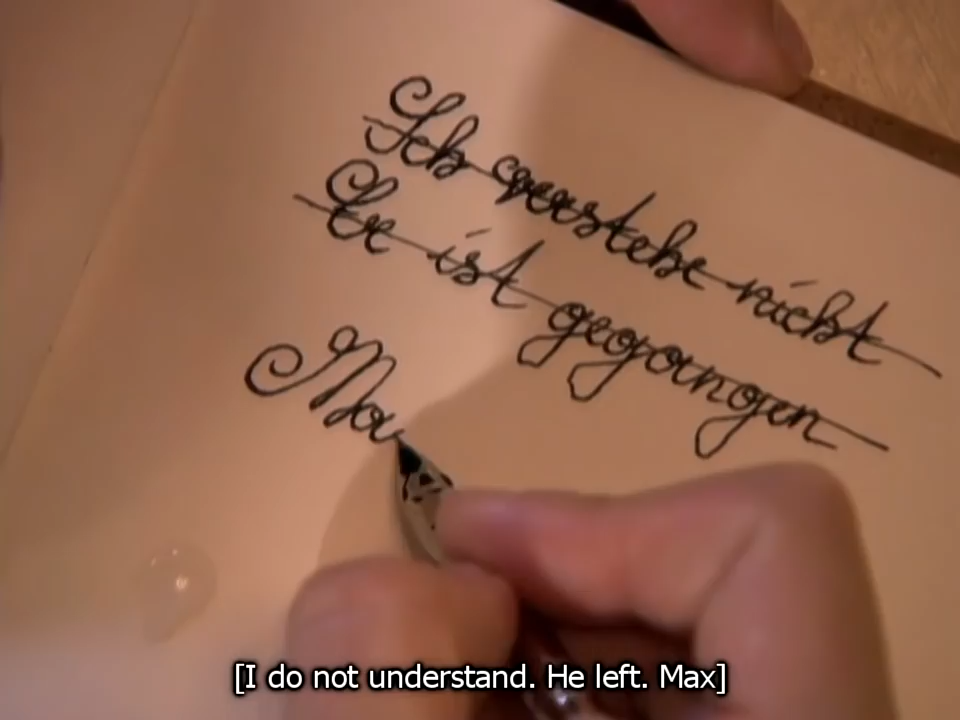 Ich verstehe nicht
Er ist gegangen
Ma
[I do not understand. He left. Max]